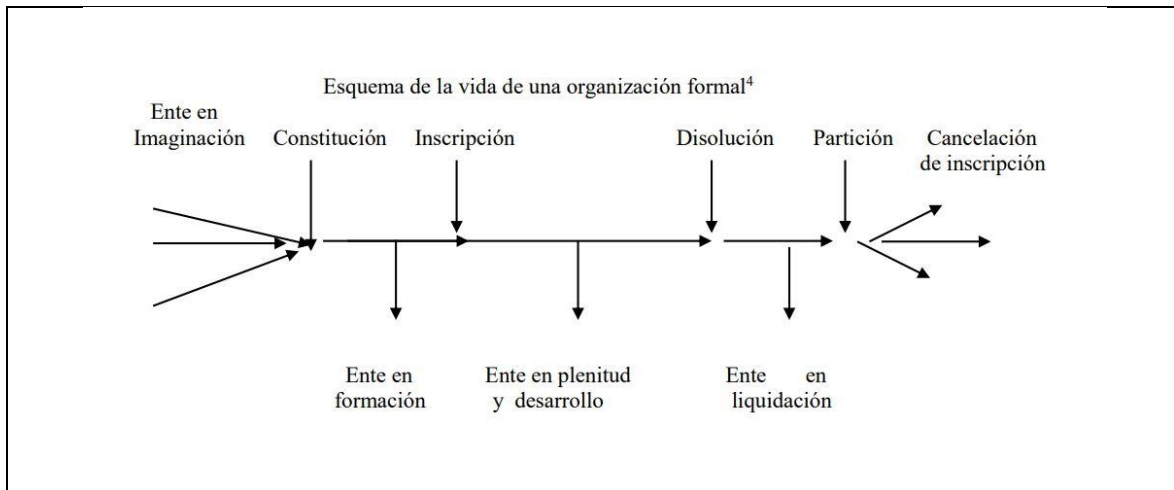 Esquema de la vida de una organización formal⁴
Ente en
Imaginación
Constitución
Inscripción
Disolución
Partición
Cancelación
de inscripción
Ente en
formación
Ente en plenitud
y desarrollo
Ente en
liquidación